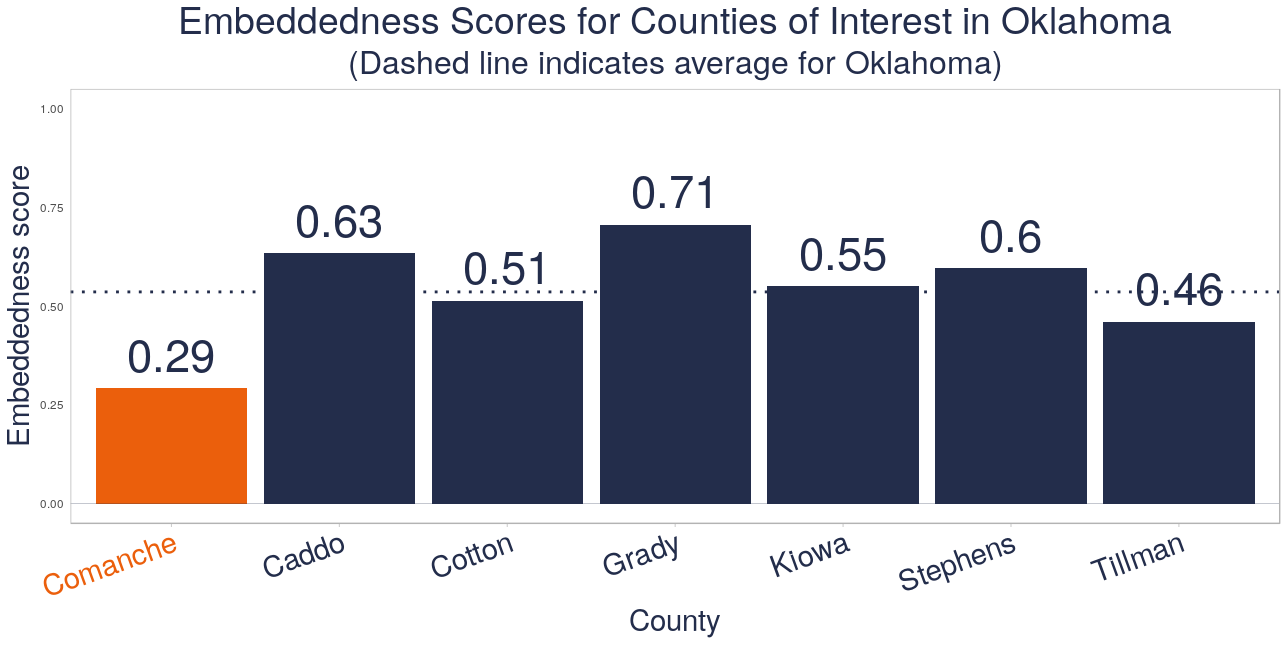 Embeddedness Scores for Counties of Interest in Oklahoma
(Dashed line indicates average for Oklahoma)
Embeddedness score
1.00
0.75
0.50
0.25
0.00
0.29
0.63
0.51
0.71
0.55
0.6
0.46
Comanche
Caddo
Cotton
Grady
Kiowa
Stephens
Tillman
County